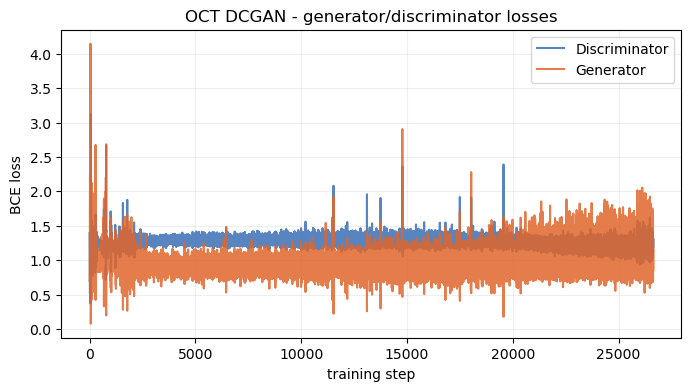 OCT DCGAN - generator/discriminator losses
Discriminator
Generator
BCE loss
4.0
3.5
3.0
2.5
2.0
1.5
1.0
0.5
0.0
0 5000 10000 15000 20000 25000
training step